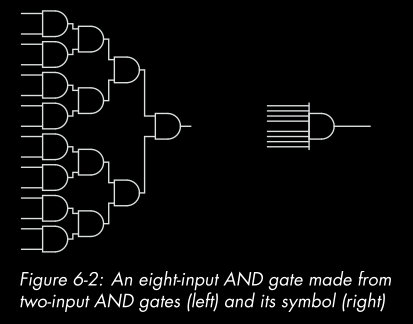 Figure 6-2: An eight-input AND gate made from
two-input AND gates (left) and its symbol (right)